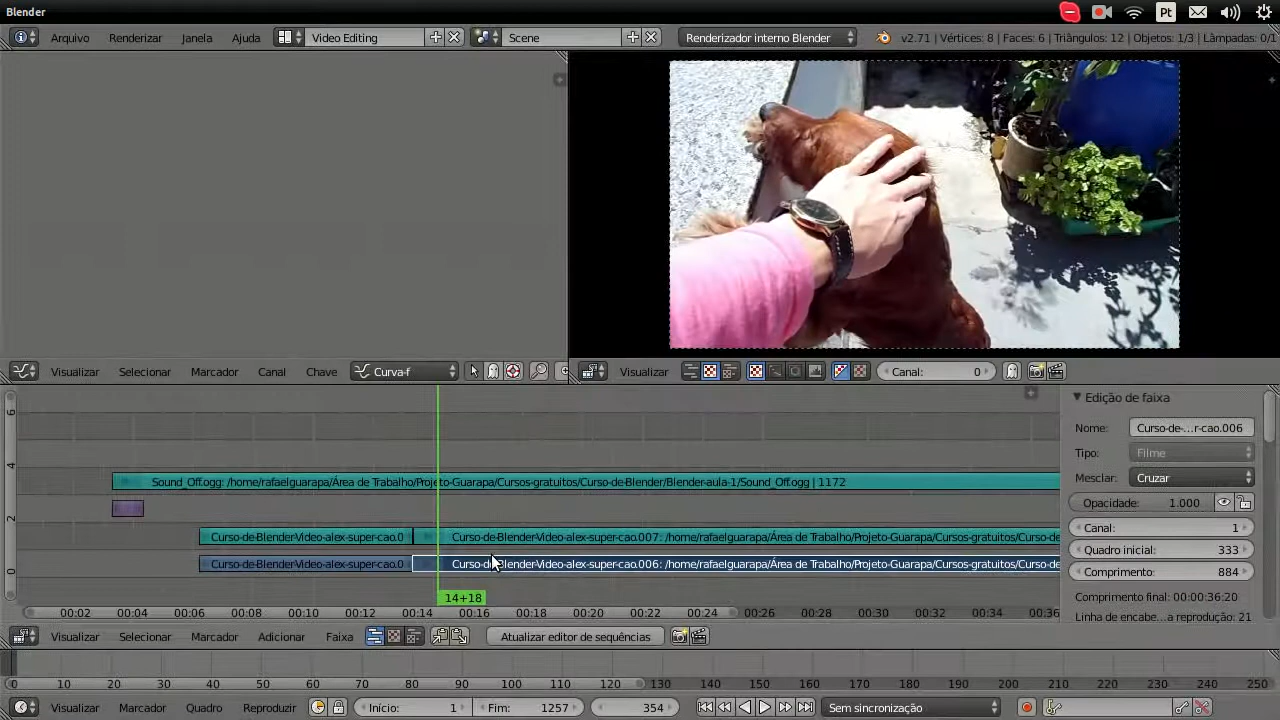 Blender
Pt
Arquivo Renderizar Janela Ajuda Video Editing Scene Renderizador interno Blender v2.71 | Vértices: 8 | Faces: 6 | Triângulos: 12 | Objetos: 1/3 | Lâmpadas: 0/1
Visualizar Selecionar Marcador Canal Chave Curva-f
Visualizar Canal: 0
6
4
2
0
Sound_Off.ogg: /home/rafaelguarapa/Área de Trabalho/Projeto-Guarapa/Cursos-gratuitos/Curso-de-Blender/Blender-aula-1/Sound_Off.ogg | 1172
Curso-de-BlenderVideo-alex-super-cao.0 Curso-de-BlenderVideo-alex-super-cao.007: /home/rafaelguarapa/Área de Trabalho/Projeto-Guarapa/Cursos-gratuitos/Curso-de
Curso-de-BlenderVideo-alex-super-cao.0 Curso-de-BlenderVideo-alex-super-cao.006: /home/rafaelguarapa/Área de Trabalho/Projeto-Guarapa/Cursos-gratuitos/Curso-de
14+18
00:02 00:04 00:06 00:08 00:10 00:12 00:14 00:16 00:18 00:20 00:22 00:24 00:26 00:28 00:30 00:32 00:34 00:36
Edição de faixa
Nome: Curso-de-...r-cao.006
Tipo: Filme
Mesclar: Cruzar
Opacidade: 1.000
Canal: 1
Quadro inicial: 333
Comprimento: 884
Comprimento final: 00:00:36:20
Linha de encabe...a reprodução: 21
Visualizar Selecionar Marcador Adicionar Faixa Atualizar editor de sequências
0 10 20 30 40 50 60 70 80 90 100 110 120 130 140 150 160 170 180 190 200 210 220 230 240 250
Visualizar Marcador Quadro Reproduzir Início: 1 Fim: 1257 354 Sem sincronização